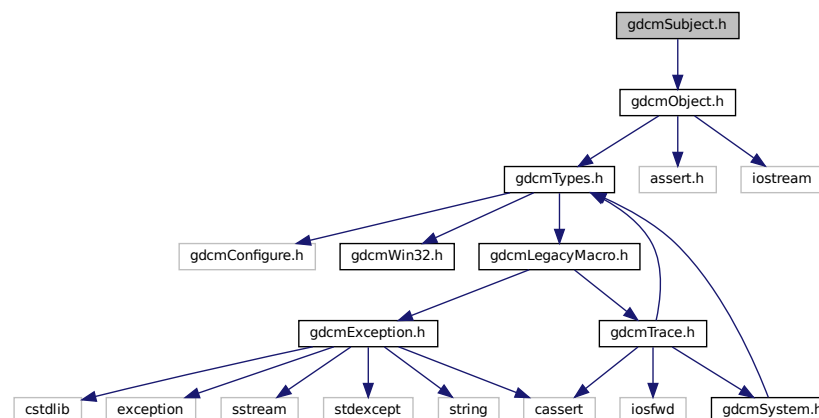 gdcmSubject.h
gdcmObject.h
gdcmTypes.h
assert.h
iostream
gdcmConfigure.h
gdcmWin32.h
gdcmLegacyMacro.h
gdcmException.h
gdcmTrace.h
cstdlib
exception
sstream
stdexcept
string
cassert
iosfwd
gdcmSystem.h